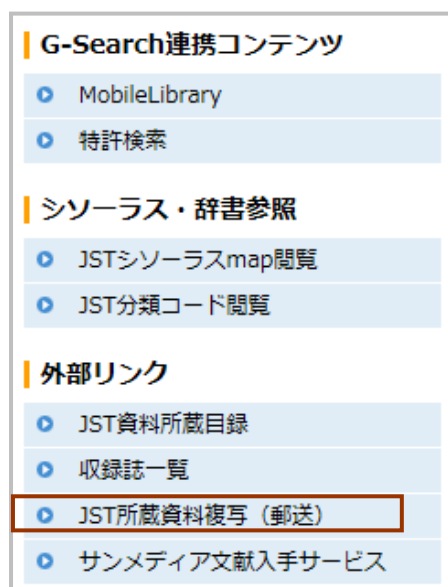 G-Search連携コンテンツ
MobileLibrary
特許検索
シソーラス・辞書参照
JSTシソーラスmap閲覧
JST分類コード閲覧
外部リンク
JST資料所蔵目録
収録誌一覧
JST所蔵資料複写（郵送）
サンメディア文献入手サービス